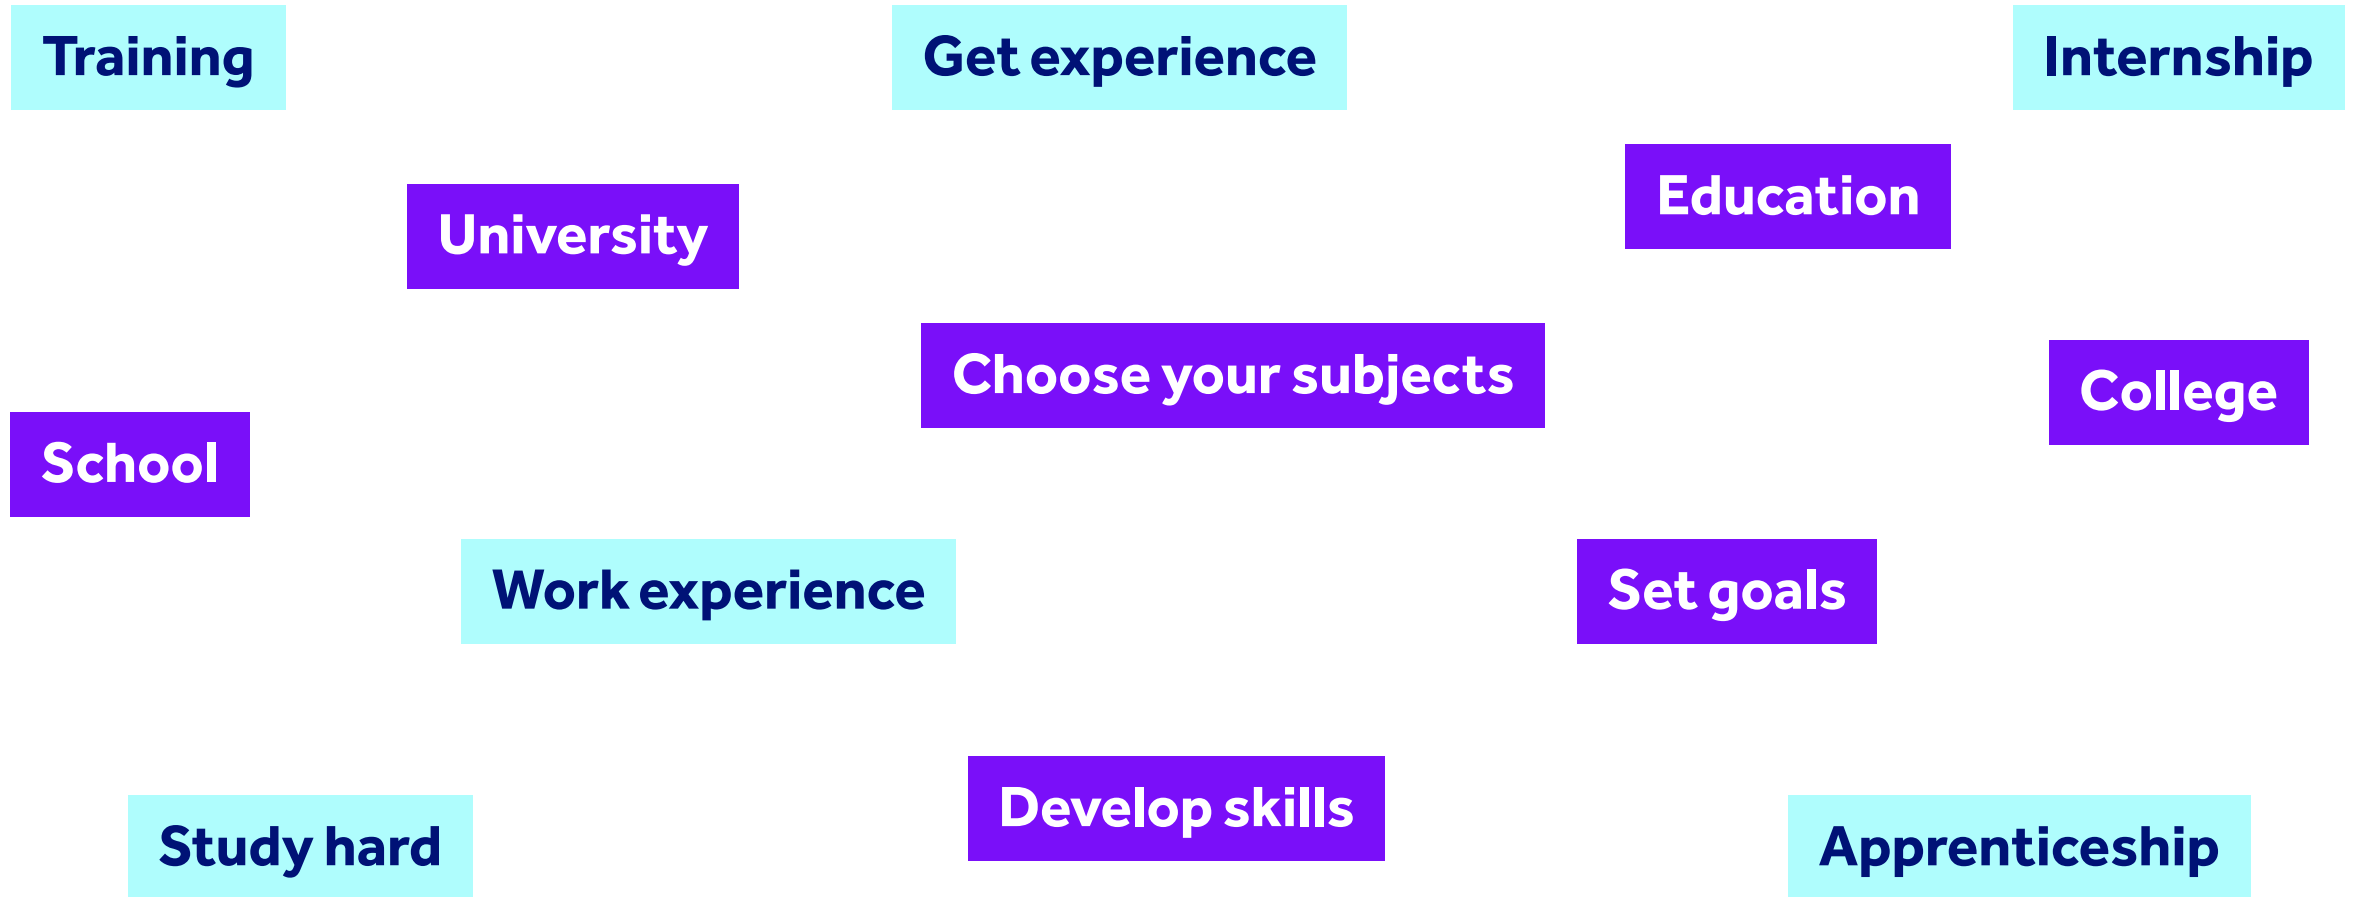 Training
Get experience
Internship
Education
University
Choose your subjects
College
School
Work experience
Set goals
Develop skills
Study hard
Apprenticeship